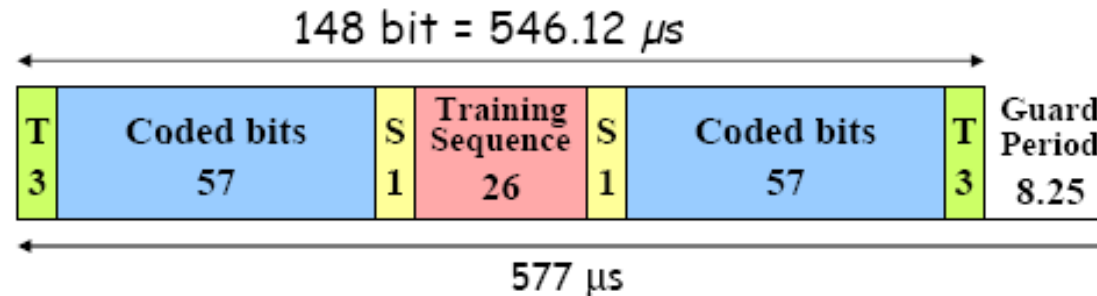 148 bit = 546.12 µs
T Coded bits S Training Sequence S Coded bits T Guard Period
3 57 1 26 1 57 3 8.25
577 µs